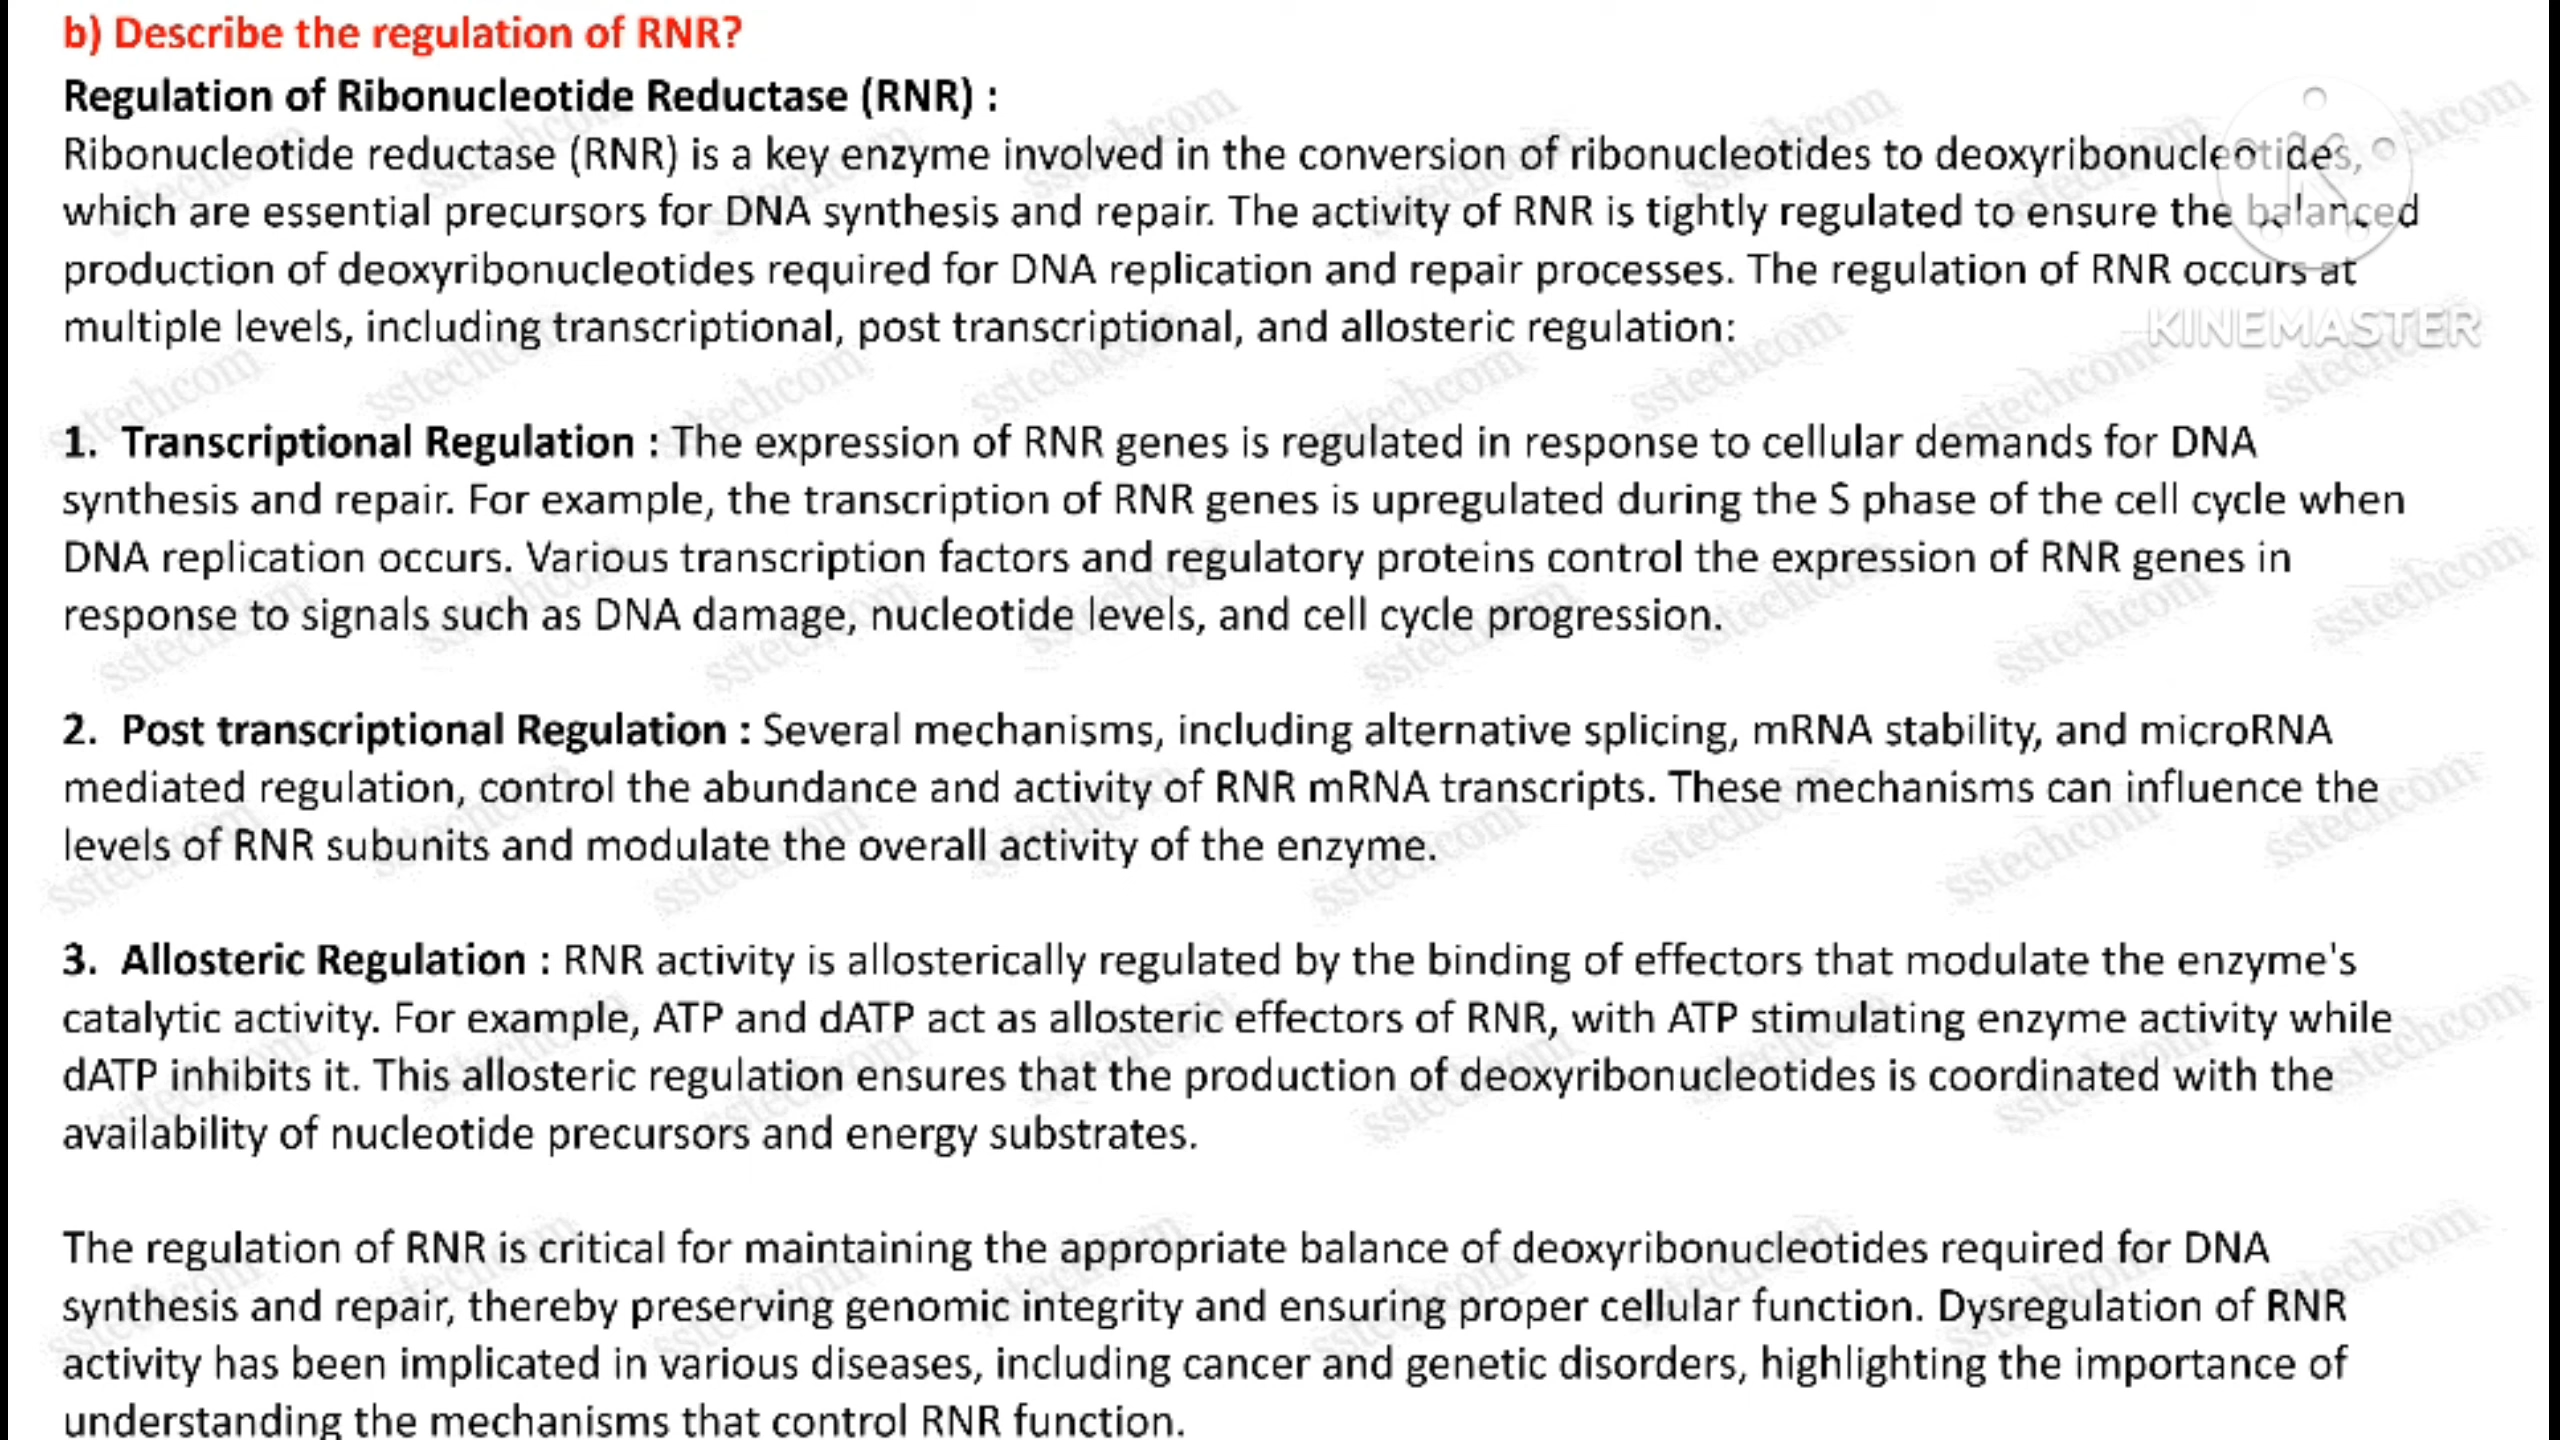 b) Describe the regulation of RNR?
Regulation of Ribonucleotide Reductase (RNR) :
Ribonucleotide reductase (RNR) is a key enzyme involved in the conversion of ribonucleotides to deoxyribonucleotides,
which are essential precursors for DNA synthesis and repair. The activity of RNR is tightly regulated to ensure the balanced
production of deoxyribonucleotides required for DNA replication and repair processes. The regulation of RNR occurs at
multiple levels, including transcriptional, post transcriptional, and allosteric regulation:
KINEMASTER
1. Transcriptional Regulation : The expression of RNR genes is regulated in response to cellular demands for DNA
synthesis and repair. For example, the transcription of RNR genes is upregulated during the S phase of the cell cycle when
DNA replication occurs. Various transcription factors and regulatory proteins control the expression of RNR genes in
response to signals such as DNA damage, nucleotide levels, and cell cycle progression.
2. Post transcriptional Regulation : Several mechanisms, including alternative splicing, mRNA stability, and microRNA
mediated regulation, control the abundance and activity of RNR mRNA transcripts. These mechanisms can influence the
levels of RNR subunits and modulate the overall activity of the enzyme.
3. Allosteric Regulation : RNR activity is allosterically regulated by the binding of effectors that modulate the enzyme's
catalytic activity. For example, ATP and dATP act as allosteric effectors of RNR, with ATP stimulating enzyme activity while
dATP inhibits it. This allosteric regulation ensures that the production of deoxyribonucleotides is coordinated with the
availability of nucleotide precursors and energy substrates.
The regulation of RNR is critical for maintaining the appropriate balance of deoxyribonucleotides required for DNA
synthesis and repair, thereby preserving genomic integrity and ensuring proper cellular function. Dysregulation of RNR
activity has been implicated in various diseases, including cancer and genetic disorders, highlighting the importance of
understanding the mechanisms that control RNR function.
sstechcom